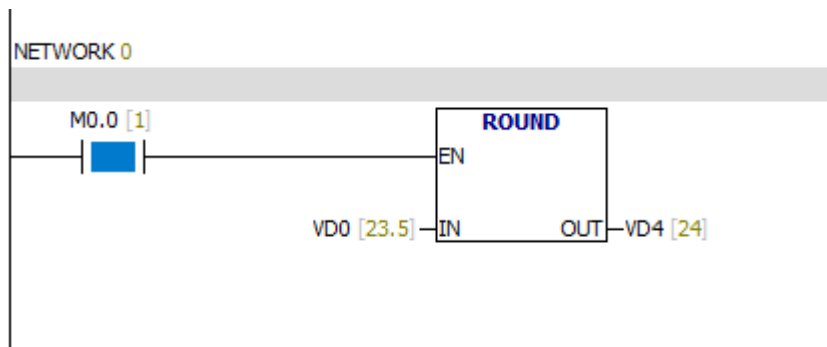 NETWORK 0
M0.0 [1]
ROUND
EN
VD0 [23.5] IN OUT VD4 [24]